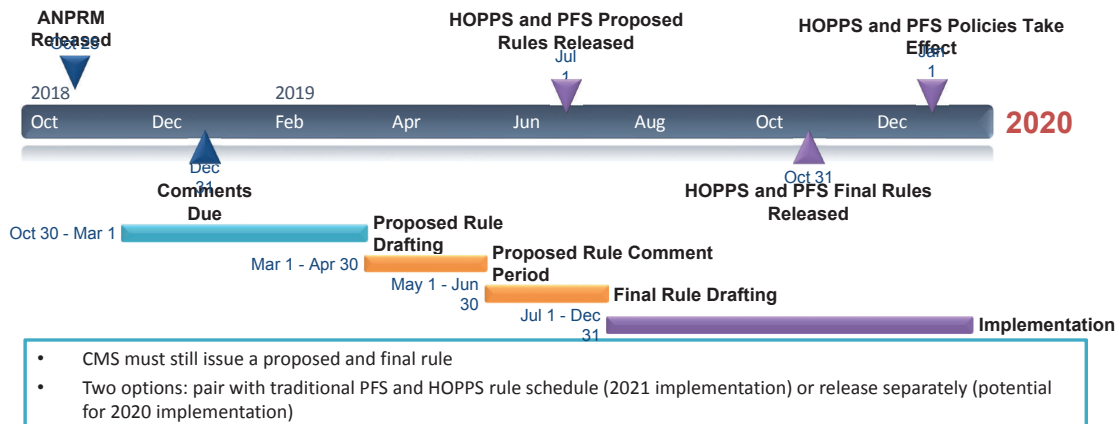 ANPRM
Released
Oct 25
HOPPS and PFS Proposed
Rules Released
Jul
1
HOPPS and PFS Policies Take
Effect
Jan
1
2018
2019
Oct
Dec
Feb
Apr
Jun
Aug
Oct
Dec
2020
Dec
31
Comments
Due
Oct 31
HOPPS and PFS Final Rules
Released
Oct 30 - Mar 1
Proposed Rule
Drafting
Mar 1 - Apr 30
Proposed Rule Comment
Period
May 1 - Jun
30
Final Rule Drafting
Jul 1 - Dec
31
Implementation
• CMS must still issue a proposed and final rule
• Two options: pair with traditional PFS and HOPPS rule schedule (2021 implementation) or release separately (potential
for 2020 implementation)